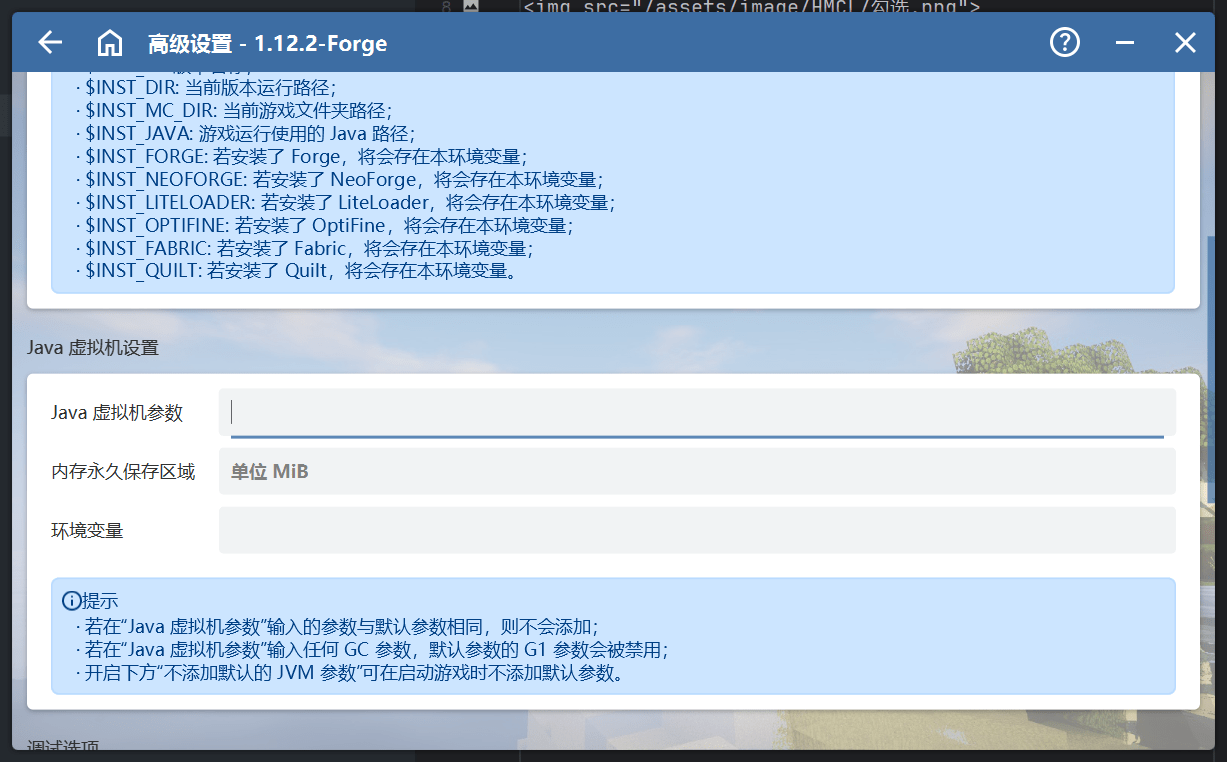 8 <img src="/assets/image/HMCL/勾选.png">
高级设置 - 1.12.2-Forge
· $INST_DIR: 当前版本运行路径;
· $INST_MC_DIR: 当前游戏文件夹路径;
· $INST_JAVA: 游戏运行使用的 Java 路径;
· $INST_FORGE: 若安装了 Forge，将会存在本环境变量;
· $INST_NEOFORGE: 若安装了 NeoForge，将会存在本环境变量;
· $INST_LITELOADER: 若安装了 LiteLoader，将会存在本环境变量;
· $INST_OPTIFINE: 若安装了 OptiFine，将会存在本环境变量;
· $INST_FABRIC: 若安装了 Fabric，将会存在本环境变量;
· $INST_QUILT: 若安装了 Quilt，将会存在本环境变量。
Java 虚拟机设置
Java 虚拟机参数
内存永久保存区域 单位 MiB
环境变量
提示
· 若在“Java 虚拟机参数”输入的参数与默认参数相同，则不会添加;
· 若在“Java 虚拟机参数”输入任何 GC 参数，默认参数的 G1 参数会被禁用;
· 开启下方“不添加默认的 JVM 参数”可在启动游戏时不添加默认参数。
调试选项